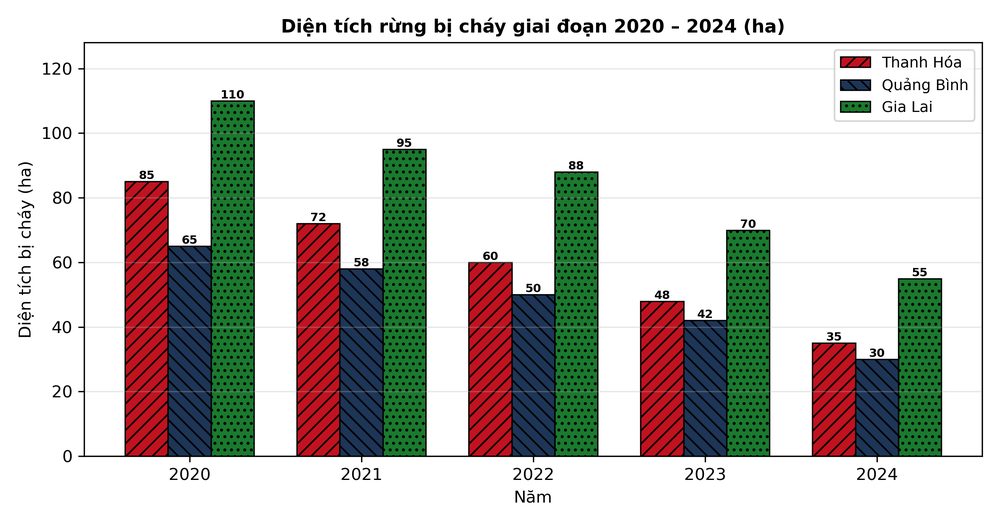 Diện tích rừng bị cháy giai đoạn 2020 – 2024 (ha)
Thanh Hóa
Quảng Bình
Gia Lai
Diện tích bị cháy (ha)
120
100
80
60
40
20
0
85 65 110
72 58 95
60 50 88
48 42 70
35 30 55
2020 2021 2022 2023 2024
Năm